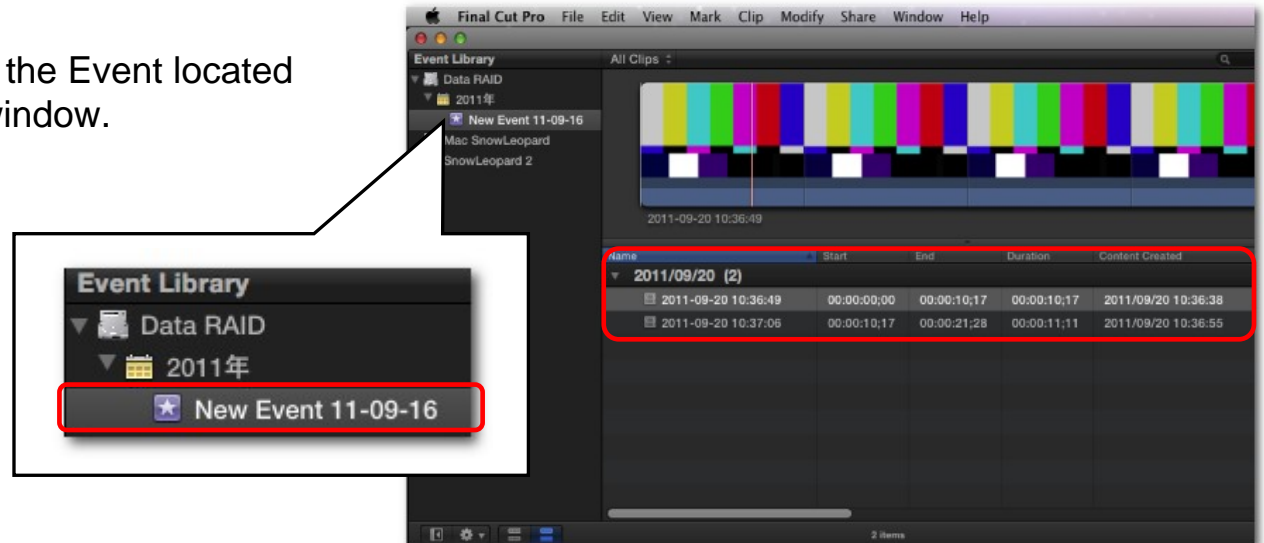 the Event located
window.
Final Cut Pro File Edit View Mark Clip Modify Share Window Help
Event Library All Clips
Data RAID
2011年
New Event 11-09-16
Mac SnowLeopard
SnowLeopard 2
2011-09-20 10:36:49
Name Start End Duration Content Created
2011/09/20 (2)
2011-09-20 10:36:49 00:00:00;00 00:00:10;17 00:00:10;17 2011/09/20 10:36:38
2011-09-20 10:37:06 00:00:10;17 00:00:21;28 00:00:11;11 2011/09/20 10:36:55
2 items
Event Library
Data RAID
2011年
New Event 11-09-16